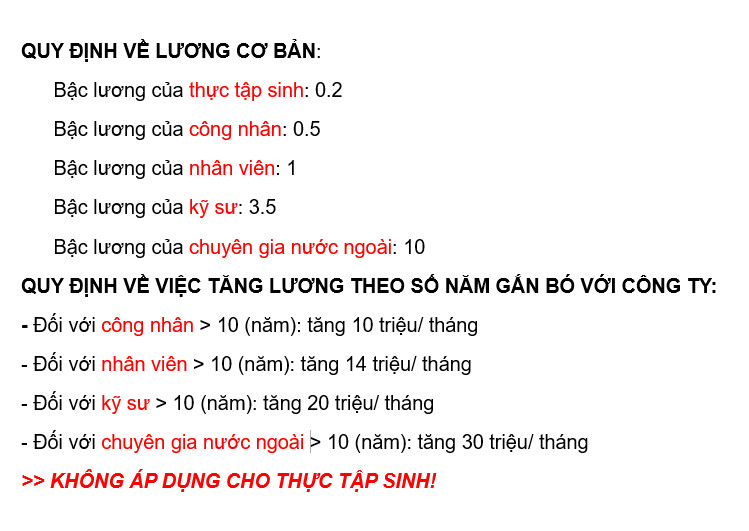 QUY ĐỊNH VỀ LƯƠNG CƠ BẢN:
Bậc lương của thực tập sinh: 0.2
Bậc lương của công nhân: 0.5
Bậc lương của nhân viên: 1
Bậc lương của kỹ sư: 3.5
Bậc lương của chuyên gia nước ngoài: 10
QUY ĐỊNH VỀ VIỆC TĂNG LƯƠNG THEO SỐ NĂM GẮN BÓ VỚI CÔNG TY:
- Đối với công nhân > 10 (năm): tăng 10 triệu/ tháng
- Đối với nhân viên > 10 (năm): tăng 14 triệu/ tháng
- Đối với kỹ sư > 10 (năm): tăng 20 triệu/ tháng
- Đối với chuyên gia nước ngoài > 10 (năm): tăng 30 triệu/ tháng
>> KHÔNG ÁP DỤNG CHO THỰC TẬP SINH!